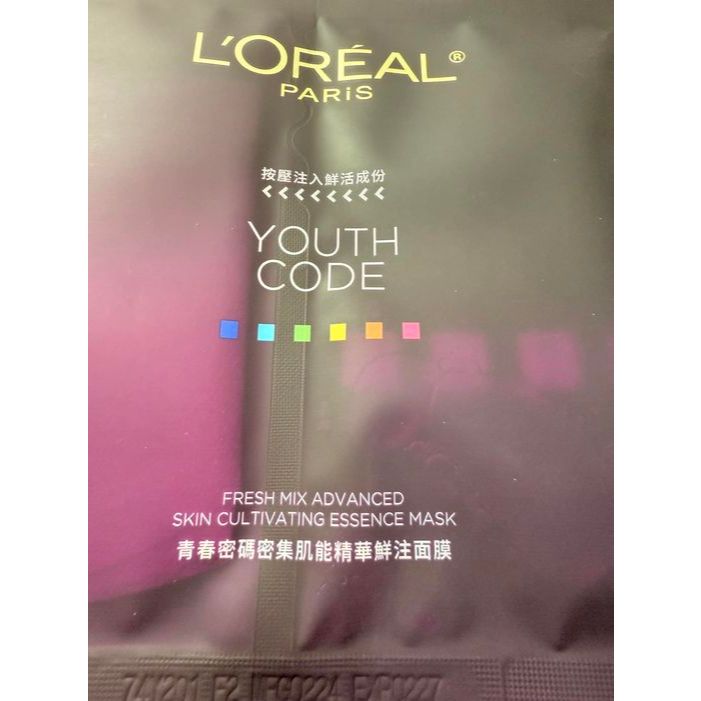 L'ORÉAL®
PARiS
按壓注入鮮活成份
YOUTH
CODE
FRESH MIX ADVANCED
SKIN CULTIVATING ESSENCE MASK
青春密碼密集肌能精華鮮注面膜
EXP0227